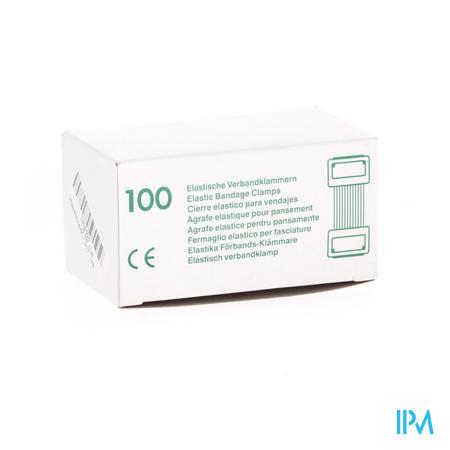 100
Elastische Verbandklammern
Elastic Bandage Clamps
Cierre elastico para vendajes
Agrafe elastique pour pansement
Agrafe elastice pentru pansamente
Fermaglio elastico per fasciature
Elastika Förbands-Klämmare
Elastisch verbandklamp
CE
IPM